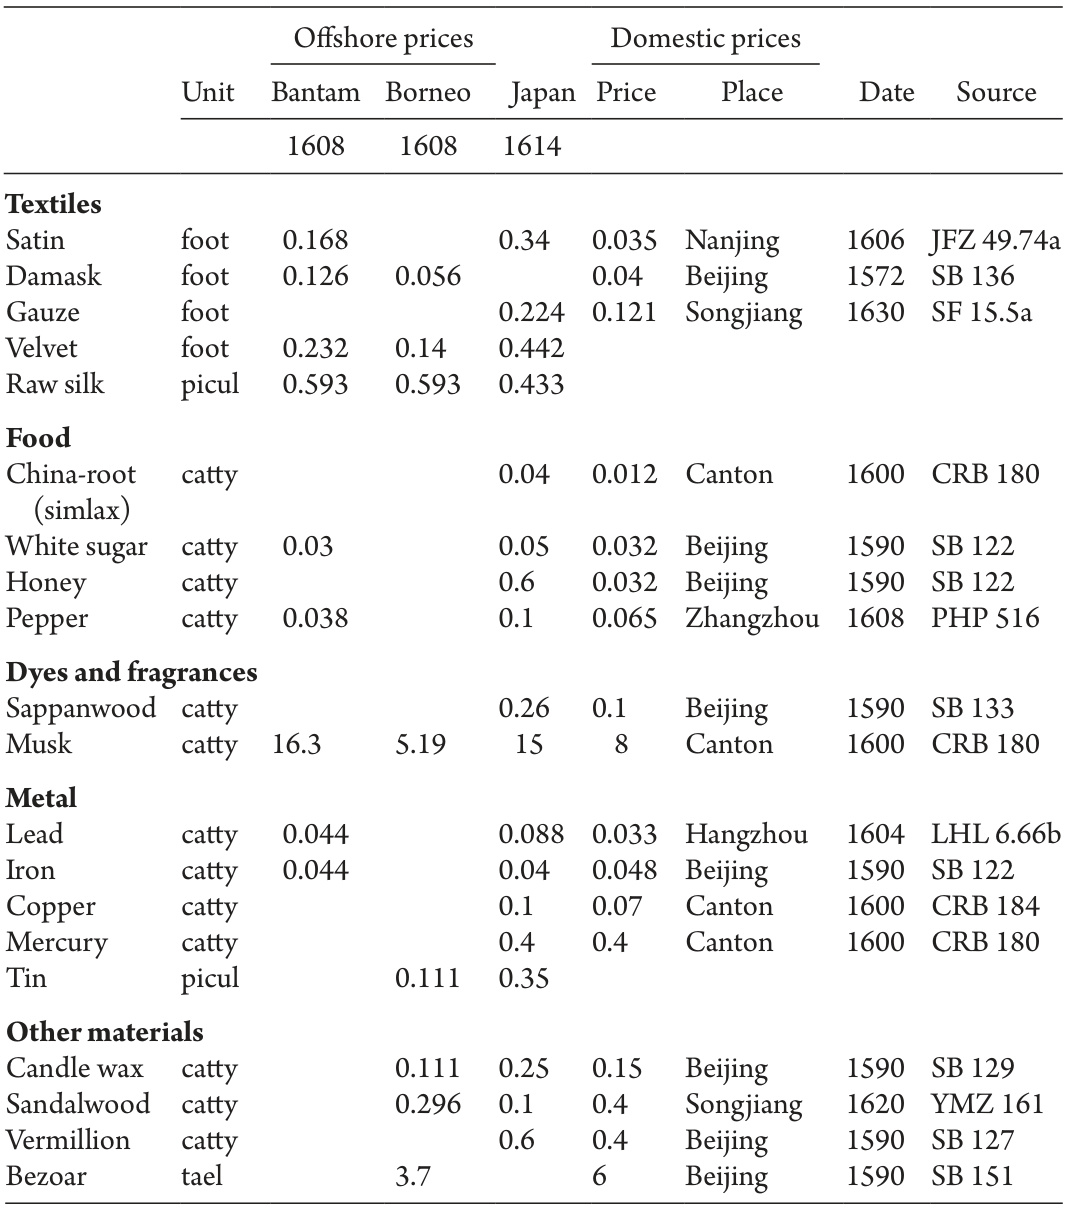 Offshore prices Domestic prices
Unit Bantam Borneo Japan Price Place Date Source
1608 1608 1614
Textiles
Satin foot 0.168 0.34 0.035 Nanjing 1606 JFZ 49.74a
Damask foot 0.126 0.056 0.04 Beijing 1572 SB 136
Gauze foot 0.224 0.121 Songjiang 1630 SF 15.5a
Velvet foot 0.232 0.14 0.442
Raw silk picul 0.593 0.593 0.433
Food
China-root catty 0.04 0.012 Canton 1600 CRB 180
(simlax)
White sugar catty 0.03 0.05 0.032 Beijing 1590 SB 122
Honey catty 0.6 0.032 Beijing 1590 SB 122
Pepper catty 0.038 0.1 0.065 Zhangzhou 1608 PHP 516
Dyes and fragrances
Sappanwood catty 0.26 0.1 Beijing 1590 SB 133
Musk catty 16.3 5.19 15 8 Canton 1600 CRB 180
Metal
Lead catty 0.044 0.088 0.033 Hangzhou 1604 LHL 6.66b
Iron catty 0.044 0.04 0.048 Beijing 1590 SB 122
Copper catty 0.1 0.07 Canton 1600 CRB 184
Mercury catty 0.4 0.4 Canton 1600 CRB 180
Tin picul 0.111 0.35
Other materials
Candle wax catty 0.111 0.25 0.15 Beijing 1590 SB 129
Sandalwood catty 0.296 0.1 0.4 Songjiang 1620 YMZ 161
Vermillion catty 0.6 0.4 Beijing 1590 SB 127
Bezoar tael 3.7 6 Beijing 1590 SB 151